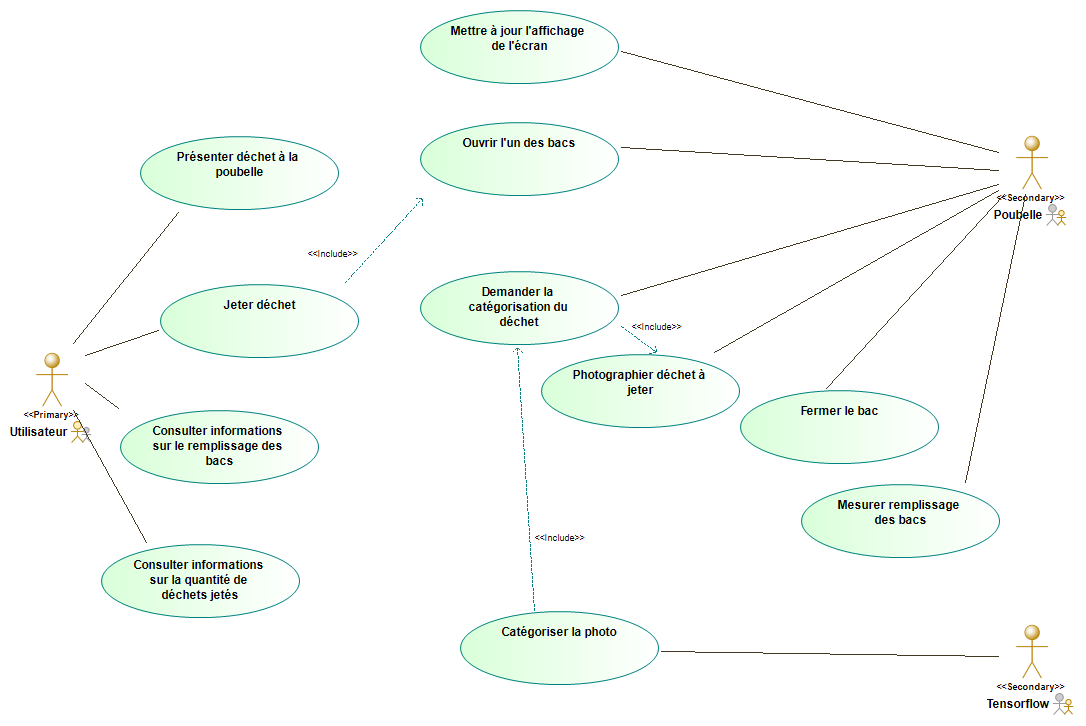 Mettre à jour l'affichage
de l'écran
Ouvrir l'un des bacs
Présenter déchet à la
poubelle
<<Secondary>>
Poubelle
<<Include>>
Jeter déchet
Demander la
catégorisation du
déchet
<<Include>>
Photographier déchet à
jeter
<<Primary>>
Utilisateur
Fermer le bac
Consulter informations
sur le remplissage des
bacs
Mesurer remplissage
des bacs
<<Include>>
Consulter informations
sur la quantité de
déchets jetés
Catégoriser la photo
<<Secondary>>
Tensorflow